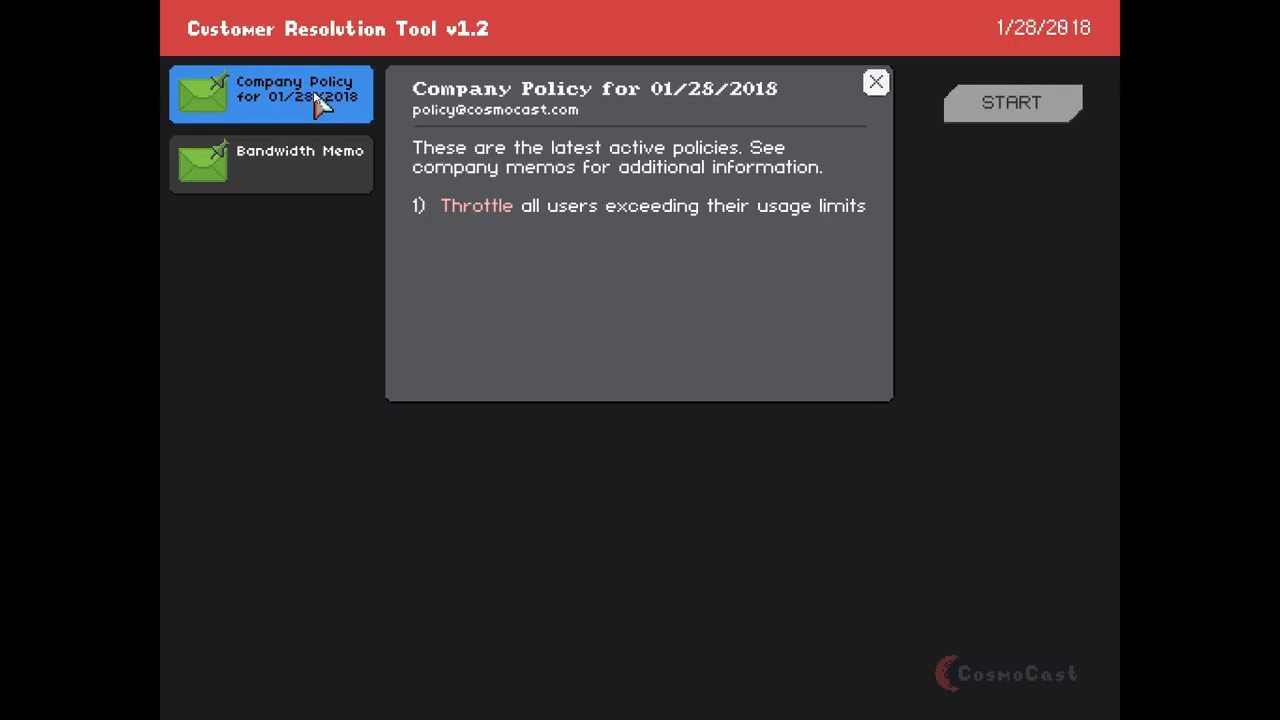 Customer Resolution Tool v1.2
1/28/2018
Company Policy
for 01/28/2018
Bandwidth Memo
Company Policy for 01/28/2018
policy@cosmocast.com
These are the latest active policies. See
company memos for additional information.
1) Throttle all users exceeding their usage limits
START
CosmoCast